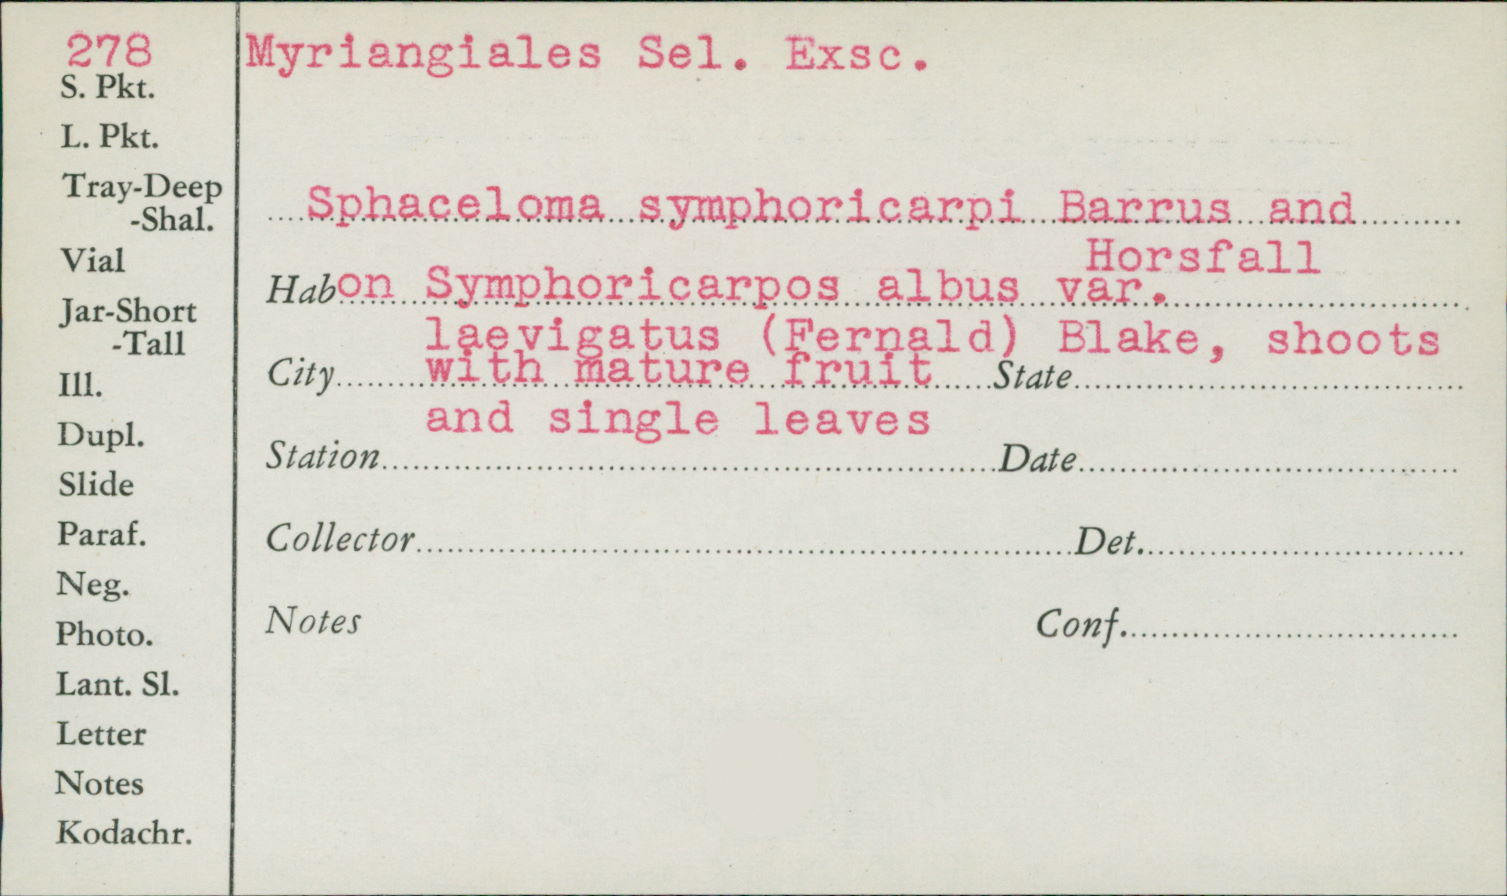 278
S. Pkt.
L. Pkt.
Tray-Deep
-Shal.
Vial
Jar-Short
-Tall
Ill.
Dupl.
Slide
Paraf.
Neg.
Photo.
Lant. Sl.
Letter
Notes
Kodachr.
Myriangiales Sel. Exsc.
Sphaceloma symphoricarpi Barrus and
Horsfall
Hab on Symphoricarpos albus var.
laevigatus (Fernald) Blake, shoots
City with mature fruit State
and single leaves
Station Date
Collector Det.
Notes Conf.